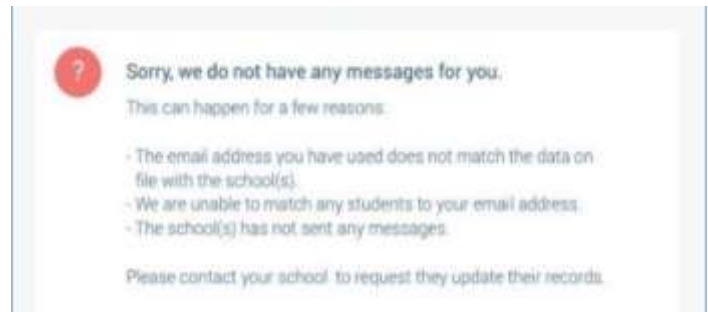 ?
Sorry, we do not have any messages for you.
This can happen for a few reasons:
- The email address you have used does not match the data on
file with the school(s).
- We are unable to match any students to your email address.
- The school(s) has not sent any messages.
Please contact your school to request they update their records.